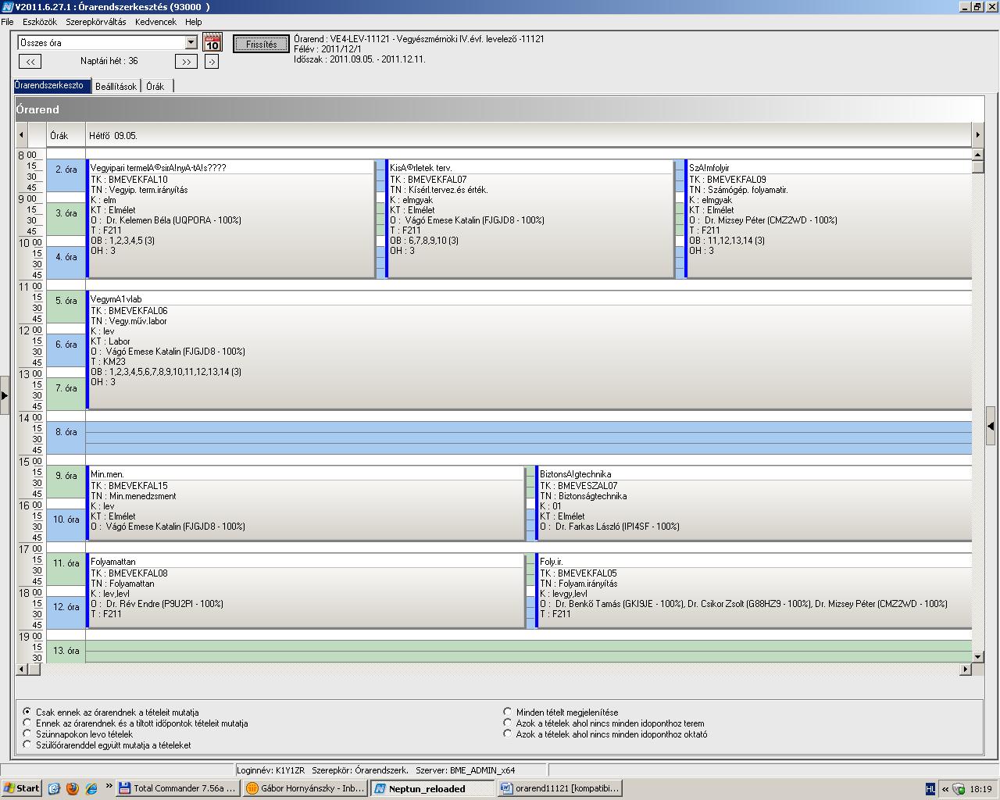 V2011.6.27.1 : Órarendszerkesztés (93000 )
File Eszközök Szerepkörváltás Kedvencek Help
Összes óra
10
Frissítés
Órarend : VE4-LEV-11121 - Vegyészmérnöki IV.évf. levelező -11121
Félév : 2011/12/1
Időszak : 2011.09.05. - 2011.12.11.
<< Naptári hét : 36 >> ->
Órarendszerkeszto Beállítások Órák
Órarend
Órák Hétfő 09.05.
8 00
15
30
45
9 00
15
30
45
10 00
15
30
45
11 00
15
30
45
12 00
15
30
45
13 00
15
30
45
14 00
15
30
45
15 00
15
30
45
16 00
15
30
45
17 00
15
30
45
18 00
15
30
45
19 00
15
30
2. óra
3. óra
4. óra
5. óra
6. óra
7. óra
8. óra
9. óra
10. óra
11. óra
12. óra
13. óra
Vegyipari termelA©sirA!nyA-tA!s????
TK : BMEVEKFAL10
TN : Vegyip. term.irányítás
K : elm
KT : Elmélet
O : Dr. Kelemen Béla (UQPORA - 100%)
T : F211
OB : 1,2,3,4,5 (3)
OH : 3
KisA©rletek terv.
TK : BMEVEKFAL07
TN : Kísérl.tervez.és érték.
K : elmgyak
KT : Elmélet
O : Vágó Emese Katalin (FJGJD8 - 100%)
T : F211
OB : 6,7,8,9,10 (3)
OH : 3
SzA!mfolyir
TK : BMEVEKFAL09
TN : Számógép. folyamatir.
K : elmgyak
KT : Elmélet
O : Dr. Mizsey Péter (CMZ2WD - 100%)
T : F211
OB : 11,12,13,14 (3)
OH : 3
VegymA1vlab
TK : BMEVEKFAL06
TN : Vegy.műv.labor
K : lev
KT : Labor
O : Vágó Emese Katalin (FJGJD8 - 100%)
T : KM23
OB : 1,2,3,4,5,6,7,8,9,10,11,12,13,14 (3)
OH : 3
Min.men.
TK : BMEVEKFAL15
TN : Min.menedzsment
K : lev
KT : Elmélet
O : Vágó Emese Katalin (FJGJD8 - 100%)
BiztonsA!gtechnika
TK : BMEVESZAL07
TN : Biztonságtechnika
K : 01
KT : Elmélet
O : Dr. Farkas László (IPI4SF - 100%)
Folyamattan
TK : BMEVEKFAL08
TN : Folyamattan
K : lev,levl
O : Dr. Rév Endre (P9U2PI - 100%)
T : F211
Foly.ir.
TK : BMEVEKFAL05
TN : Folyam.irányítás
K : levgy,levl
O : Dr. Benkő Tamás (GKI9JE - 100%), Dr. Csikor Zsolt (G88HZ9 - 100%), Dr. Mizsey Péter (CMZ2WD - 100%)
T : F211
Csak ennek az órarendnek a tételeit mutatja
Ennek az órarendnek és a tiltott időpontok tételeit mutatja
Szünnapokon levo tételek
Szülőórarenddel együtt mutatja a tételeket
Minden tételt megjelenítése
Azok a tételek ahol nincs minden idoponthoz terem
Azok a tételek ahol nincs minden idoponthoz oktató
Loginnév: K1Y1ZR Szerepkör: Órarendszerk. Szerver: BME_ADMIN_x64
Start » Total Commander 7.56a ... Gábor Hornyánszky - Inb... Neptun_reloaded orarend11121 [kompatibi... HU « 18:19